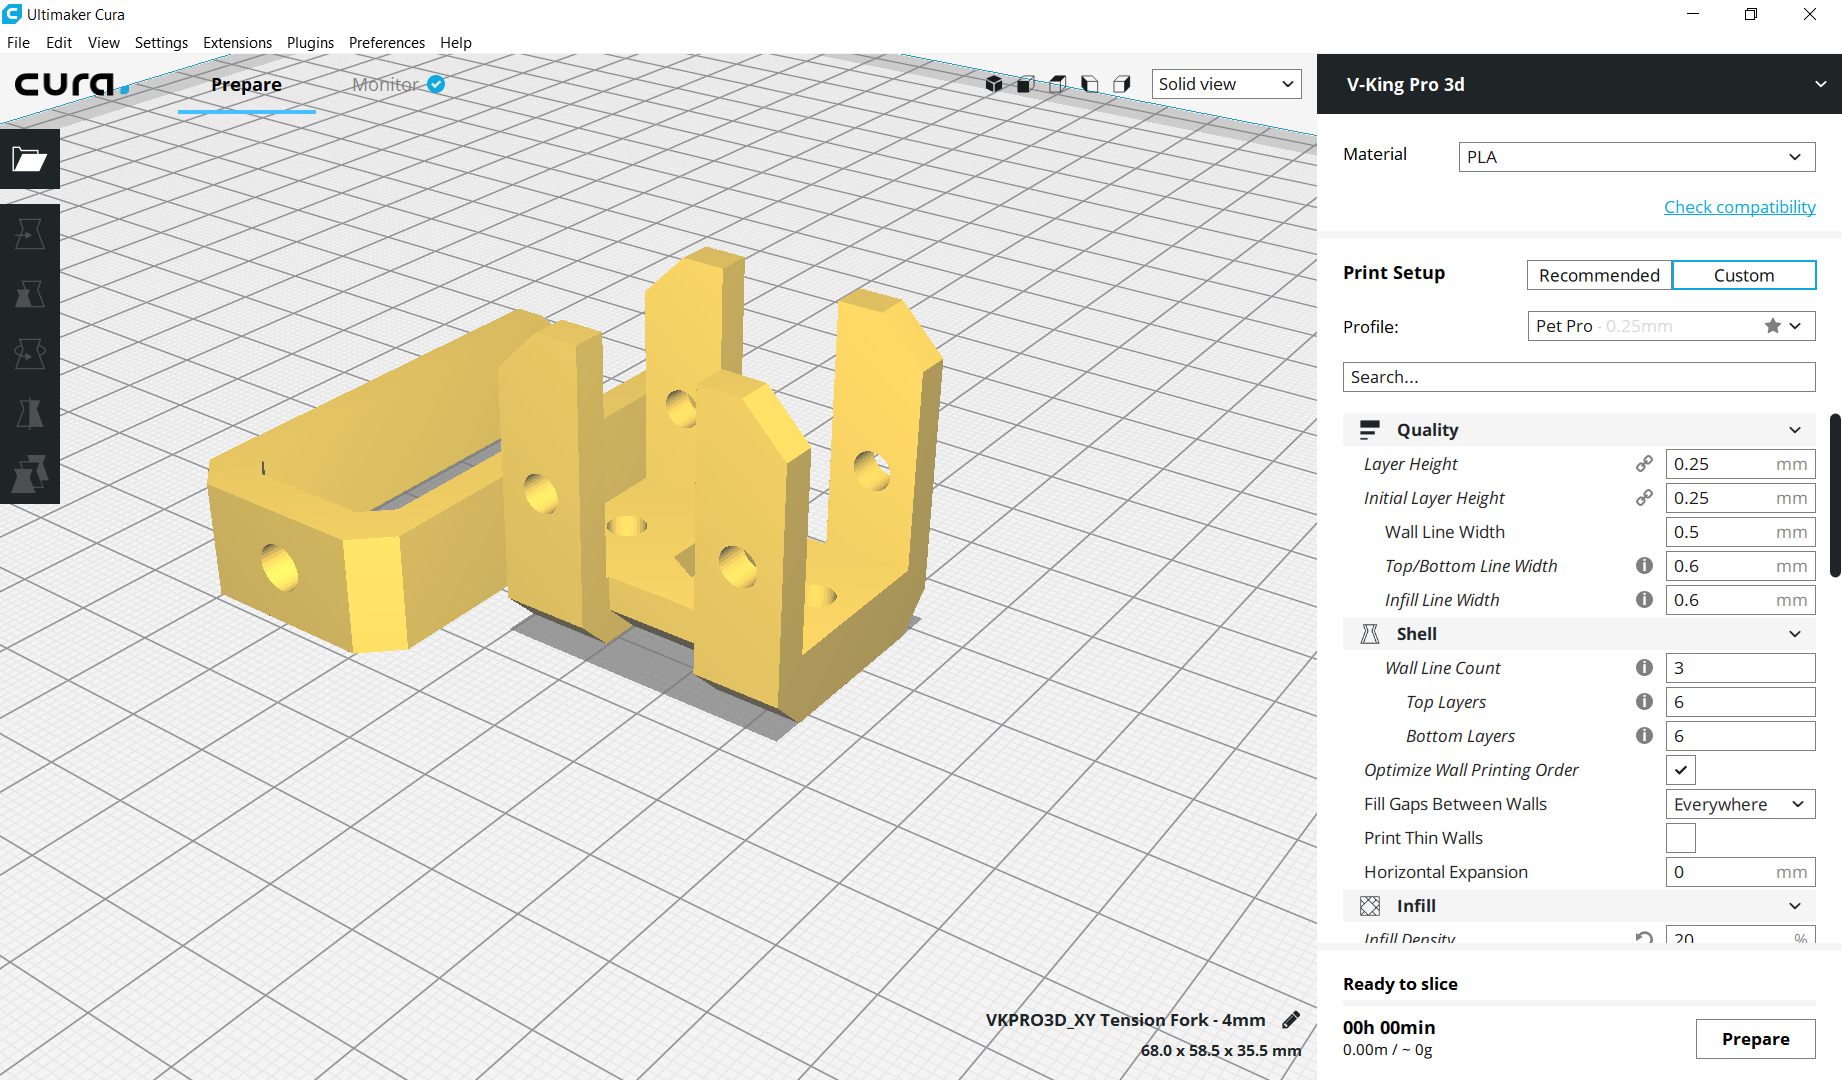 Ultimaker Cura
File Edit View Settings Extensions Plugins Preferences Help
cura. Prepare Monitor Solid view
V-King Pro 3d
Material PLA
Check compatibility
Print Setup Recommended Custom
Profile: Pet Pro - 0.25mm
Search...
Quality
Layer Height 0.25 mm
Initial Layer Height 0.25 mm
Wall Line Width 0.5 mm
Top/Bottom Line Width 0.6 mm
Infill Line Width 0.6 mm
Shell
Wall Line Count 3
Top Layers 6
Bottom Layers 6
Optimize Wall Printing Order
Fill Gaps Between Walls Everywhere
Print Thin Walls
Horizontal Expansion 0 mm
Infill
Infill Density 20 %
Ready to slice
00h 00min
0.00m / ~ 0g
Prepare
VKPRO3D_XY Tension Fork - 4mm
68.0 x 58.5 x 35.5 mm